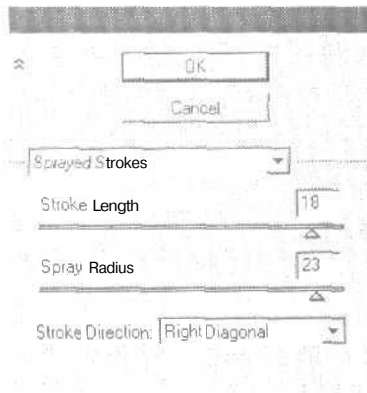 OK
Cancel
Sprayed Strokes
Stroke Length 18
Spray Radius 23
Stroke Direction: Right Diagonal